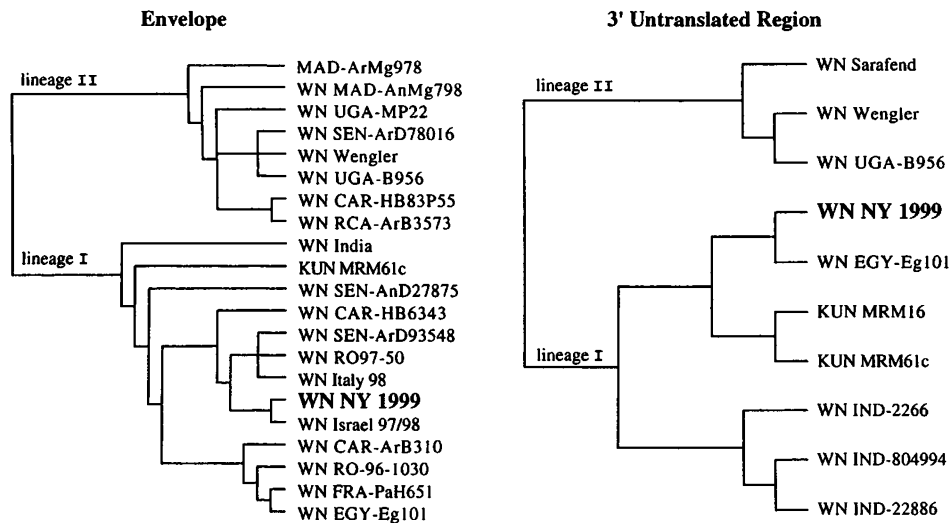 Envelope
lineage II
MAD-ArMg978
WN MAD-AnMg798
WN UGA-MP22
WN SEN-ArD78016
WN Wengler
WN UGA-B956
WN CAR-HB83P55
WN RCA-ArB3573
lineage I
WN India
KUN MRM61c
WN SEN-AnD27875
WN CAR-HB6343
WN SEN-ArD93548
WN RO97-50
WN Italy 98
WN NY 1999
WN Israel 97/98
WN CAR-ArB310
WN RO-96-1030
WN FRA-PaH651
WN EGY-Eg101
3' Untranslated Region
lineage II
WN Sarafend
WN Wengler
WN UGA-B956
lineage I
WN NY 1999
WN EGY-Eg101
KUN MRM16
KUN MRM61c
WN IND-2266
WN IND-804994
WN IND-22886